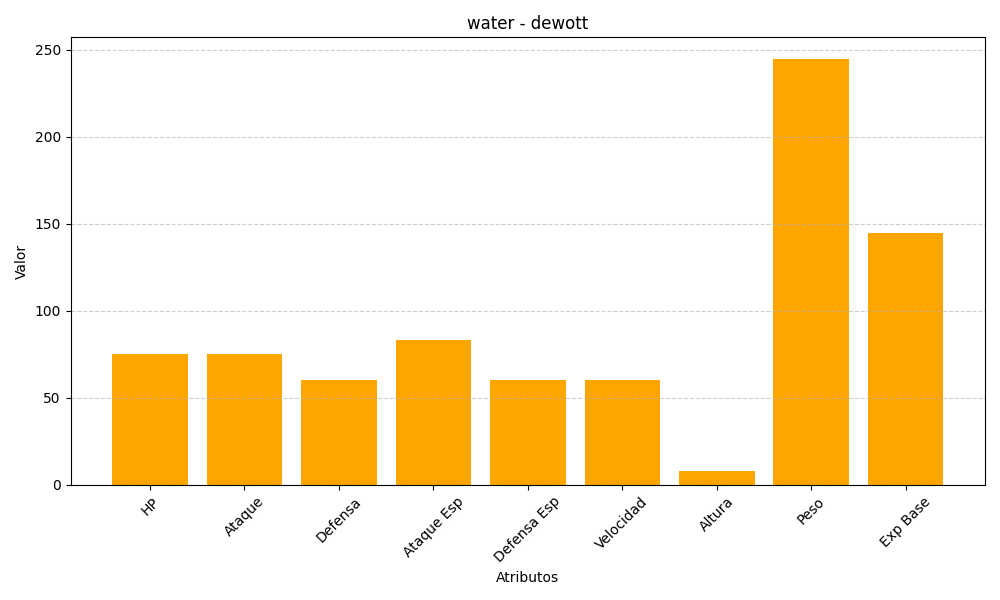 water - dewott
Valor
250
200
150
100
50
0
HP
Ataque
Defensa
Ataque Esp
Defensa Esp
Velocidad
Altura
Peso
Exp Base
Atributos